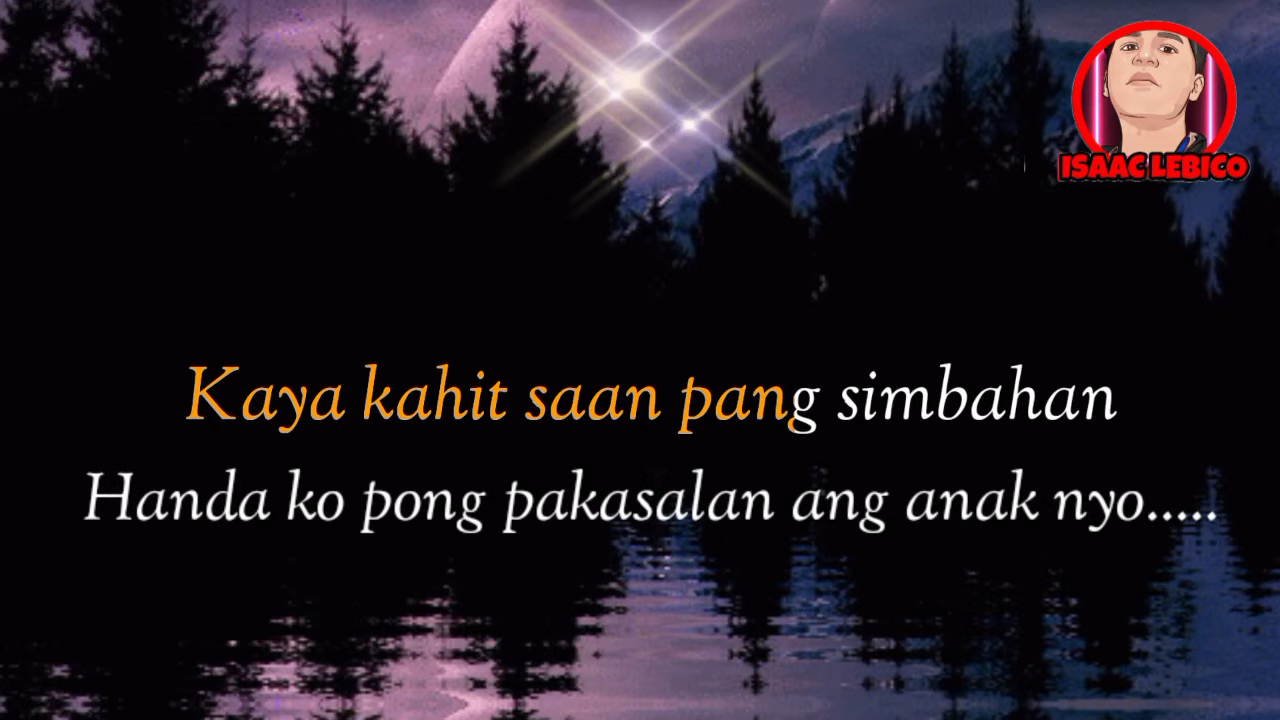 ISAAC LEBICO
Kaya kahit saan pang simbahan
Handa ko pong pakasalan ang anak nyo.....